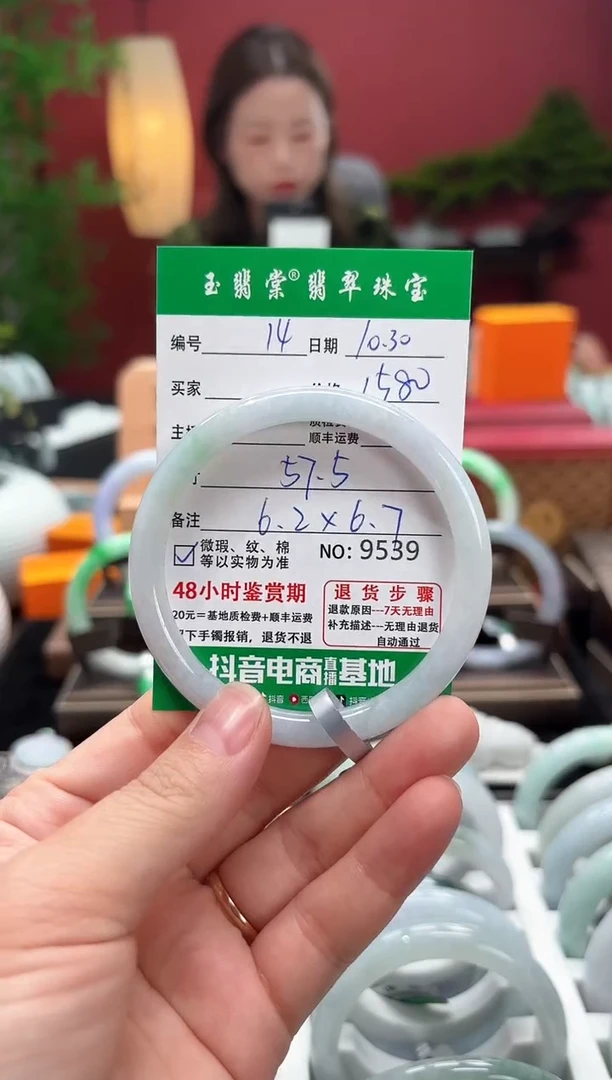 玉翡棠®翡翠珠宝
编号 14 日期 10.30
买家 1580
主
顺丰运费
寸 57.5
备注 6.2×6.7
微瑕、纹、棉
等以实物为准
NO: 9539
48小时鉴赏期
20元=基地质检费+顺丰运费
下手镯报销,退货不退
退货步骤
退款原因---7天无理由
补充描述---无理由退货
自动通过
抖音电商直播基地
抖音